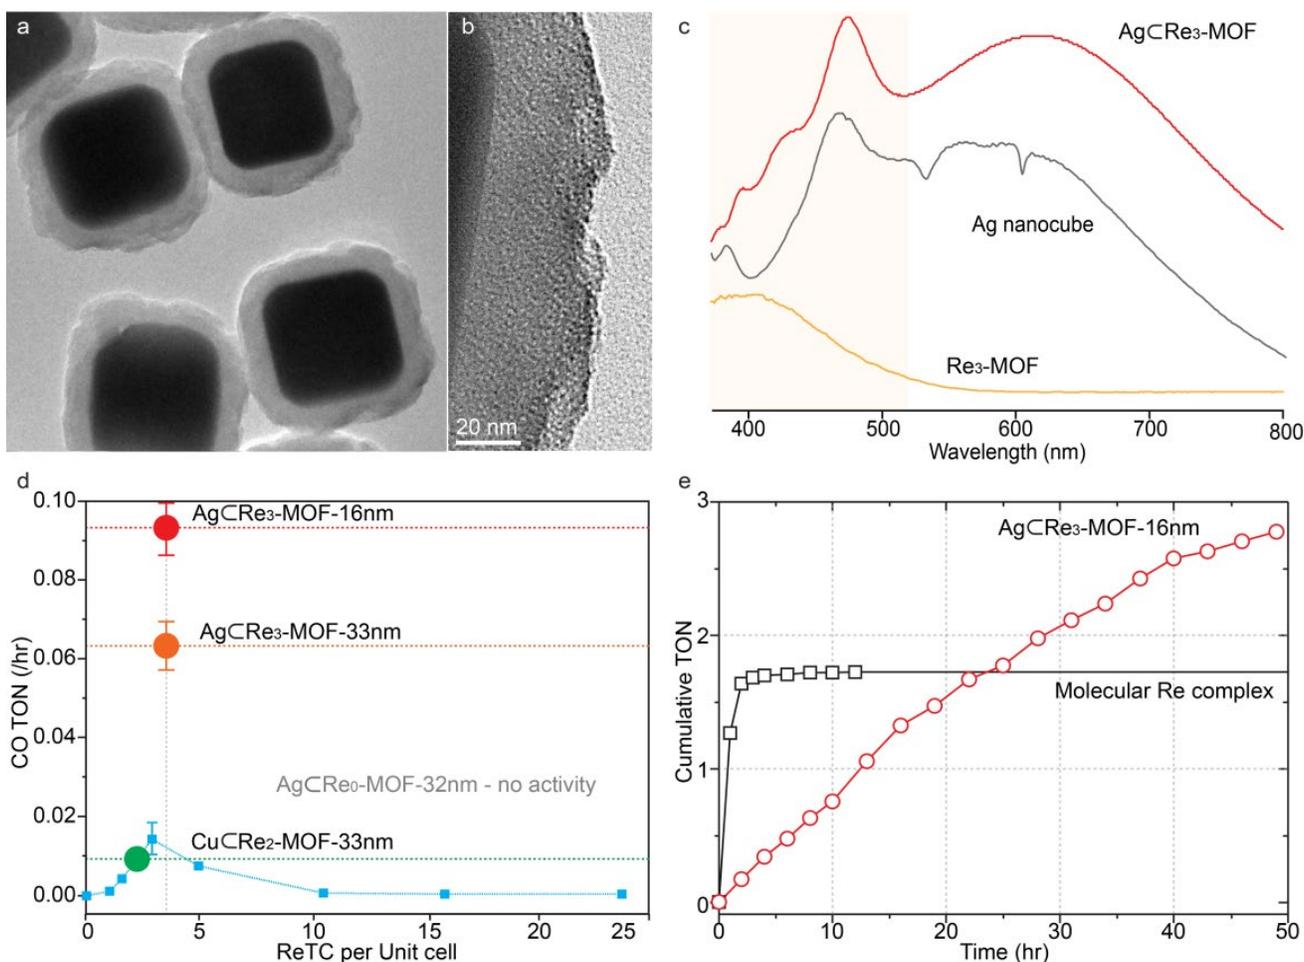 a
b
20 nm
c
Ag⊂Re₃-MOF
Ag nanocube
Re₃-MOF
400 500 600 700 800
Wavelength (nm)
d
0.10
0.08
0.06
0.04
0.02
0.00
CO TON (/hr)
Ag⊂Re₃-MOF-16nm
Ag⊂Re₃-MOF-33nm
Ag⊂Re₀-MOF-32nm - no activity
Cu⊂Re₂-MOF-33nm
0 5 10 15 20 25
ReTC per Unit cell
e
3
2
1
0
Cumulative TON
Ag⊂Re₃-MOF-16nm
Molecular Re complex
0 10 20 30 40 50
Time (hr)